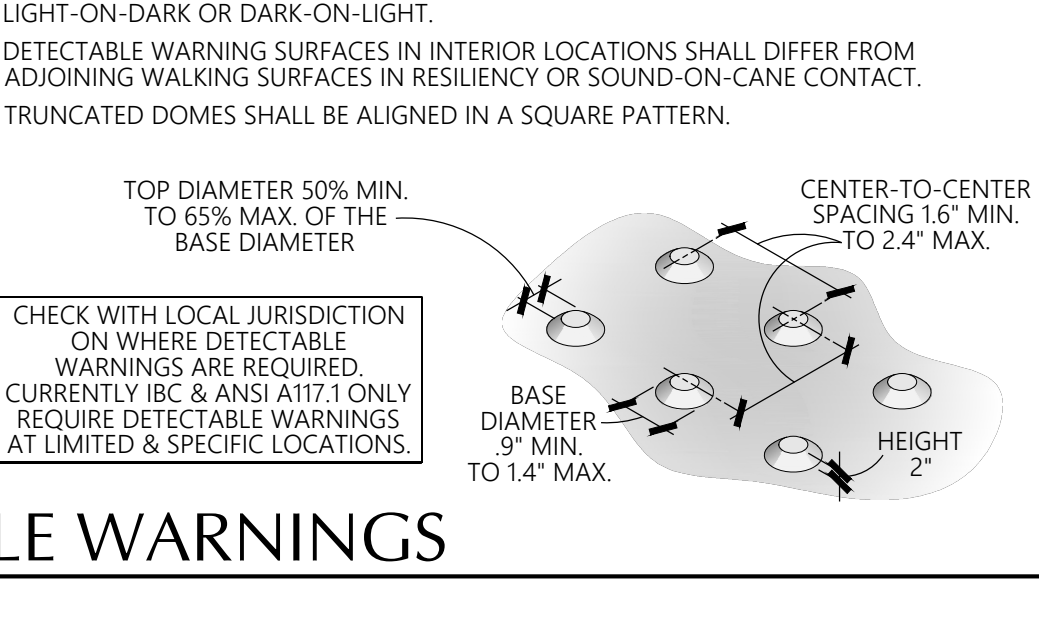 LIGHT-ON-DARK OR DARK-ON-LIGHT.
DETECTABLE WARNING SURFACES IN INTERIOR LOCATIONS SHALL DIFFER FROM
ADJOINING WALKING SURFACES IN RESILIENCY OR SOUND-ON-CANE CONTACT.
TRUNCATED DOMES SHALL BE ALIGNED IN A SQUARE PATTERN.
TOP DIAMETER 50% MIN.
TO 65% MAX. OF THE
BASE DIAMETER
CENTER-TO-CENTER
SPACING 1.6" MIN.
TO 2.4" MAX.
CHECK WITH LOCAL JURISDICTION
ON WHERE DETECTABLE
WARNINGS ARE REQUIRED.
CURRENTLY IBC & ANSI A117.1 ONLY
REQUIRE DETECTABLE WARNINGS
AT LIMITED & SPECIFIC LOCATIONS.
BASE
DIAMETER
.9" MIN.
TO 1.4" MAX.
HEIGHT
2"
LE WARNINGS